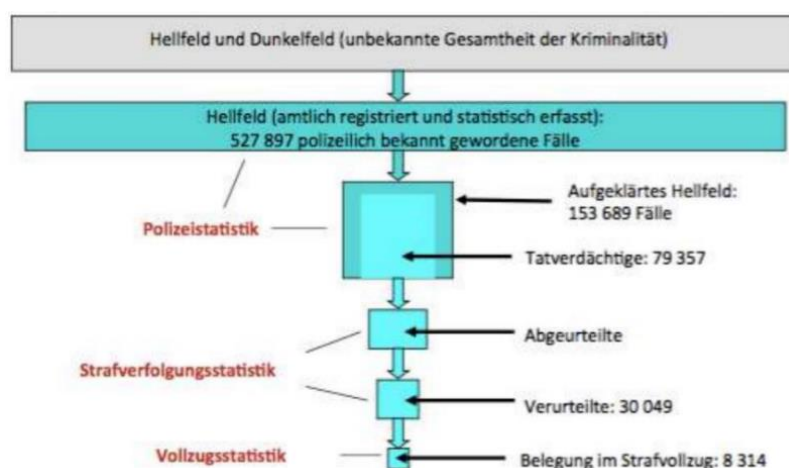 Hellfeld und Dunkelfeld (unbekannte Gesamtheit der Kriminalität)
Hellfeld (amtlich registriert und statistisch erfasst):
527 897 polizeilich bekannt gewordene Fälle
Aufgeklärtes Hellfeld:
153 689 Fälle
Polizeistatistik
Tatverdächtige: 79 357
Abgeurteilte
Strafverfolgungsstatistik
Verurteilte: 30 049
Vollzugsstatistik
Belegung im Strafvollzug: 8 314